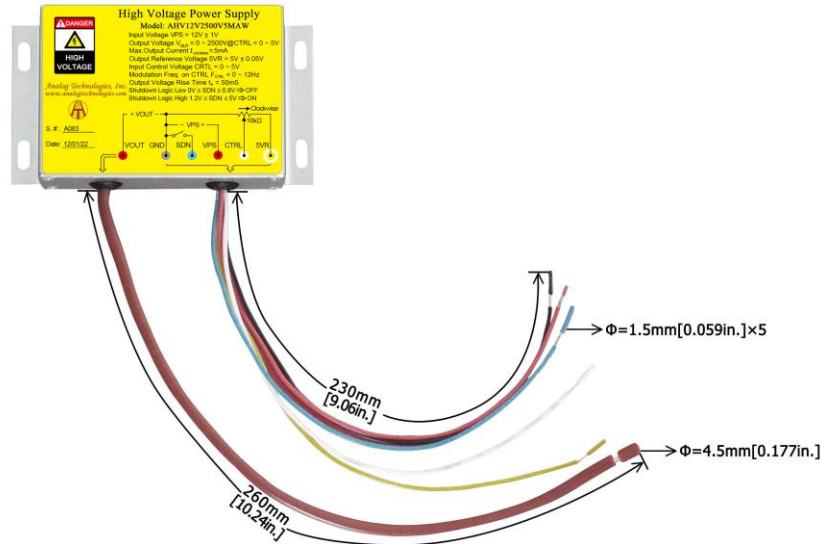 High Voltage Power Supply
Model: AHV12V2500V5MAW
DANGER
HIGH
VOLTAGE
Input Voltage VPS = 12V ± 1V
Output Voltage VOUT = 0 ~ 2500V@CTRL = 0 ~ 5V
Max.Output Current IOUTMAX = 5mA
Output Reference Voltage 5VR = 5V ± 0.05V
Input Control Voltage CRTL = 0 ~ 5V
Modulation Freq. on CTRL FCTRL = 0 ~ 12Hz
Output Voltage Rise Time tr = 50mS
Shutdown Logic Low 0V ≤ SDN ≤ 0.8V ⇒ OFF
Shutdown Logic High 1.2V ≤ SDN ≤ 5V ⇒ ON
Analog Technologies, Inc.
www.analogtechnologies.com
AT
S. #: A083
Date: 12/01/22
Clockwise
+ VOUT −
10kΩ
− VPS +
VOUT GND SDN VPS CTRL 5VR
Φ=1.5mm[0.059in.]×5
230mm
[9.06in.]
Φ=4.5mm[0.177in.]
260mm
[10.24in.]